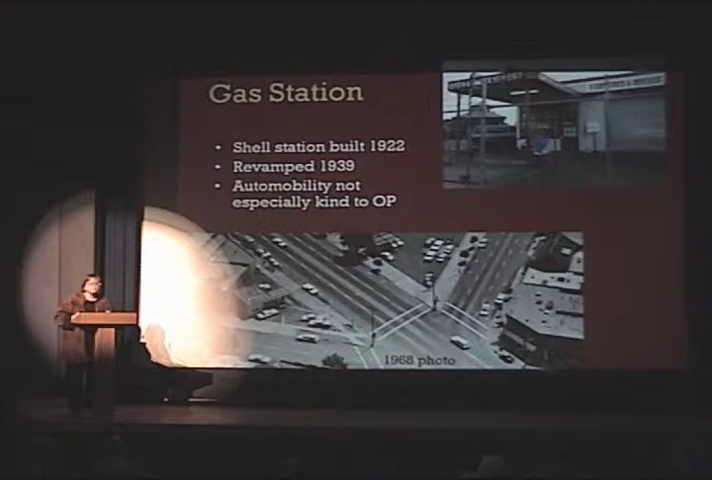 Gas Station
• Shell station built 1922
• Revamped 1939
• Automobility not
especially kind to OP
1968 photo